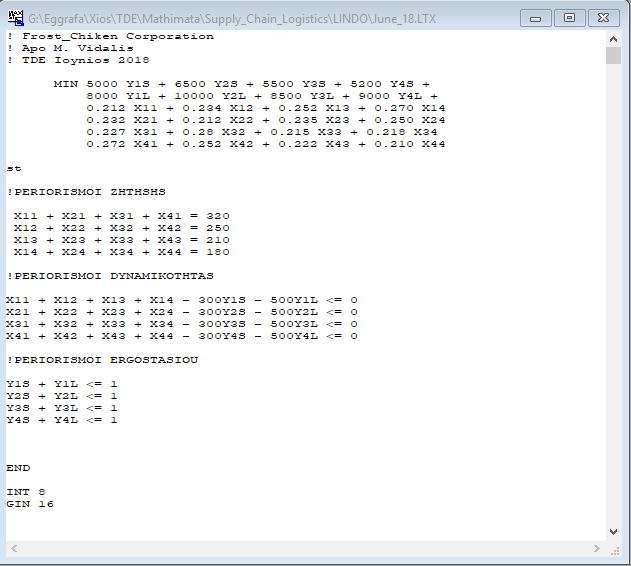 G:\Eggrafa\Xios\TDE\Mathimata\Supply_Chain_Logistics\LINDO\June_18.LTX
! Frost_Chiken Corporation
! Apo M. Vidalis
! TDE Ioynios 2018
MIN 5000 Y1S + 6500 Y2S + 5500 Y3S + 5200 Y4S +
8000 Y1L + 10000 Y2L + 8500 Y3L + 9000 Y4L +
0.212 X11 + 0.234 X12 + 0.252 X13 + 0.270 X14
0.232 X21 + 0.212 X22 + 0.235 X23 + 0.250 X24
0.227 X31 + 0.28 X32 + 0.215 X33 + 0.218 X34
0.272 X41 + 0.252 X42 + 0.222 X43 + 0.210 X44
st
!PERIORISMOI ZHTHSHS
X11 + X21 + X31 + X41 = 320
X12 + X22 + X32 + X42 = 250
X13 + X23 + X33 + X43 = 210
X14 + X24 + X34 + X44 = 180
!PERIORISMOI DYNAMIKOTHTAS
X11 + X12 + X13 + X14 - 300Y1S - 500Y1L <= 0
X21 + X22 + X23 + X24 - 300Y2S - 500Y2L <= 0
X31 + X32 + X33 + X34 - 300Y3S - 500Y3L <= 0
X41 + X42 + X43 + X44 - 300Y4S - 500Y4L <= 0
!PERIORISMOI ERGOSTASIOU
Y1S + Y1L <= 1
Y2S + Y2L <= 1
Y3S + Y3L <= 1
Y4S + Y4L <= 1
END
INT 8
GIN 16